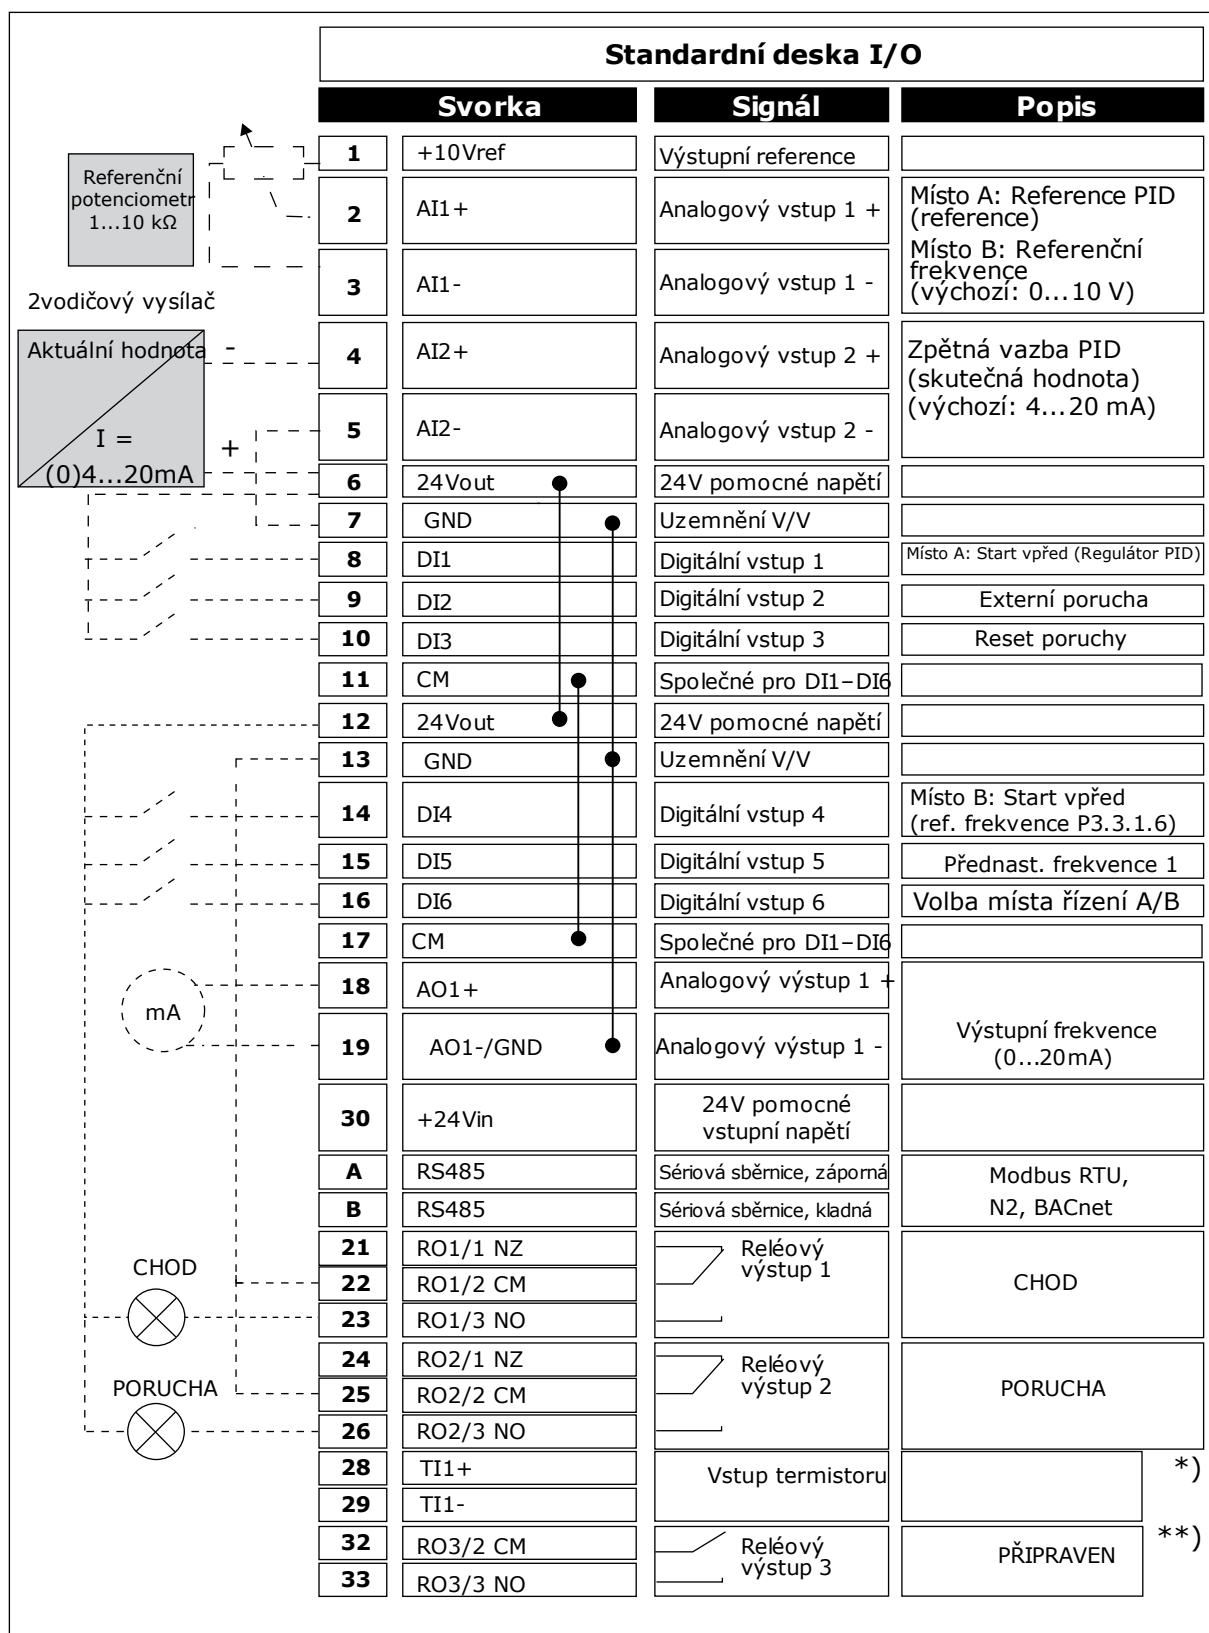 Standardní deska I/O
Svorka Signál Popis
Referenční
potenciometr
1...10 kΩ
1 +10Vref Výstupní reference
2 AI1+ Analogový vstup 1 +
Místo A: Reference PID
(reference)
Místo B: Referenční
frekvence
(výchozí: 0...10 V)
3 AI1- Analogový vstup 1 -
2vodičový vysílač
Aktuální hodnota -
I =
(0)4...20mA
+
4 AI2+ Analogový vstup 2 +
Zpětná vazba PID
(skutečná hodnota)
(výchozí: 4...20 mA)
5 AI2- Analogový vstup 2 -
6 24Vout 24V pomocné napětí
7 GND Uzemnění V/V
8 DI1 Digitální vstup 1 Místo A: Start vpřed (Regulátor PID)
9 DI2 Digitální vstup 2 Externí porucha
10 DI3 Digitální vstup 3 Reset poruchy
11 CM Společné pro DI1–DI6
12 24Vout 24V pomocné napětí
13 GND Uzemnění V/V
14 DI4 Digitální vstup 4
Místo B: Start vpřed
(ref. frekvence P3.3.1.6)
15 DI5 Digitální vstup 5 Přednast. frekvence 1
16 DI6 Digitální vstup 6 Volba místa řízení A/B
17 CM Společné pro DI1–DI6
mA
18 AO1+ Analogový výstup 1 +
19 AO1-/GND Analogový výstup 1 -
Výstupní frekvence
(0...20mA)
30 +24Vin
24V pomocné
vstupní napětí
A RS485 Sériová sběrnice, záporná
B RS485 Sériová sběrnice, kladná
Modbus RTU,
N2, BACnet
CHOD
21 RO1/1 NZ
22 RO1/2 CM
23 RO1/3 NO
Reléový
výstup 1
CHOD
PORUCHA
24 RO2/1 NZ
25 RO2/2 CM
26 RO2/3 NO
Reléový
výstup 2
PORUCHA
28 TI1+
29 TI1-
Vstup termistoru
*)
32 RO3/2 CM
33 RO3/3 NO
Reléový
výstup 3
PŘIPRAVEN
**)